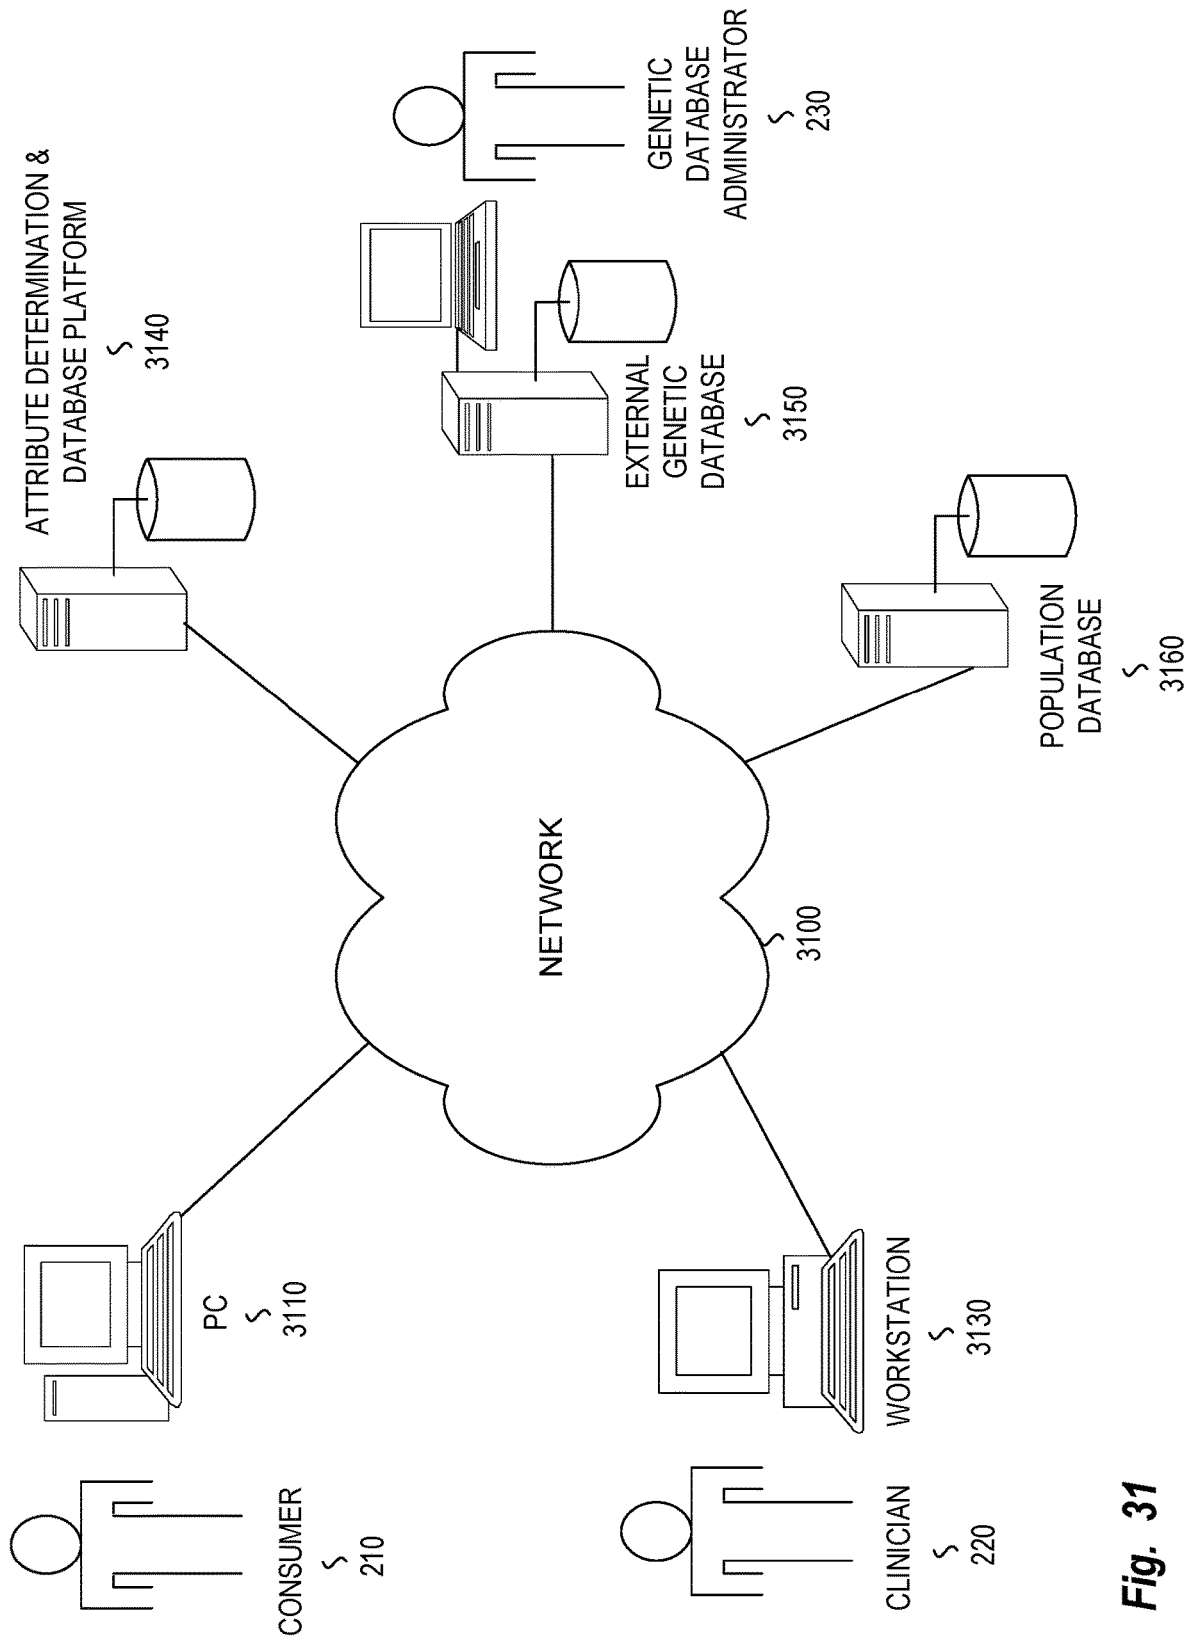 ATTRIBUTE DETERMINATION &
DATABASE PLATFORM
3140
PC
3110
CONSUMER
210
NETWORK
3100
EXTERNAL
GENETIC
DATABASE
3150
GENETIC
DATABASE
ADMINISTRATOR
230
WORKSTATION
3130
CLINICIAN
220
POPULATION
DATABASE
3160
Fig. 31